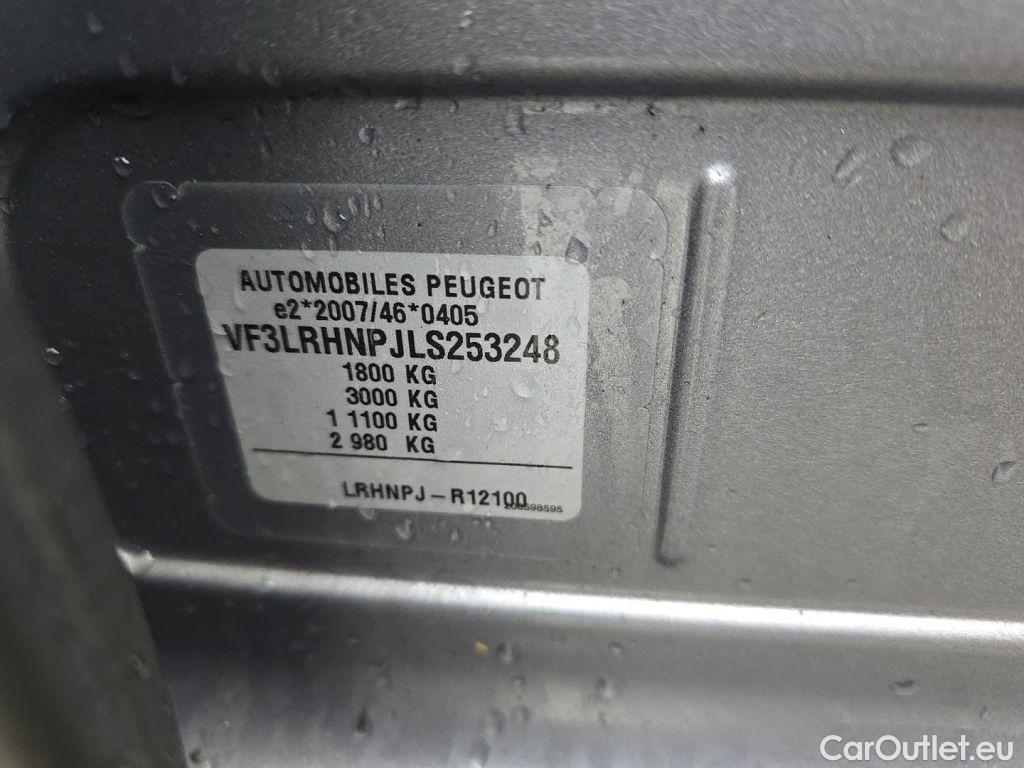 AUTOMOBILES PEUGEOT
e2*2007/46*0405
VF3LRHNPJLS253248
1800 KG
3000 KG
1 1100 KG
2 980 KG
LRHNPJ - R12100
CarOutlet.eu